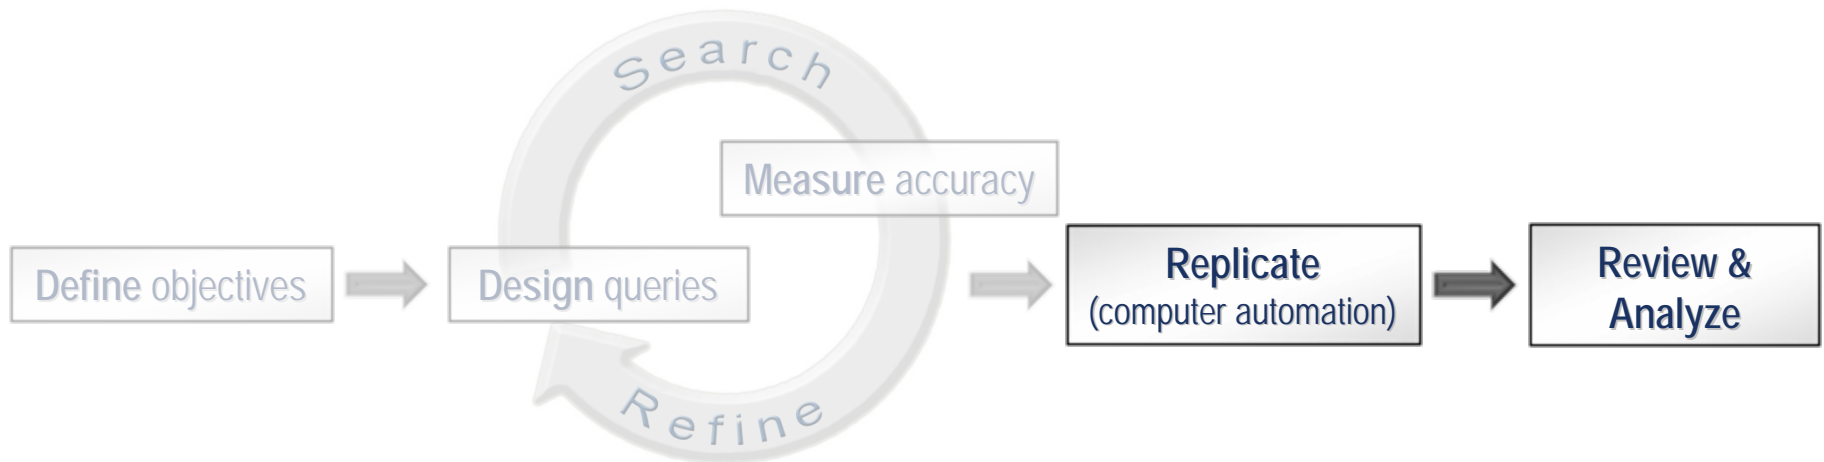 Search
Measure accuracy
Define objectives
Design queries
Replicate
(computer automation)
Review &
Analyze
Refine